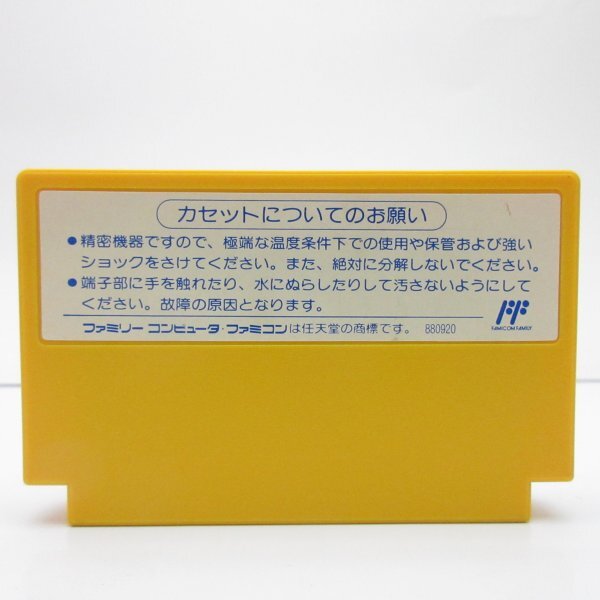 カセットについてのお願い
●精密機器ですので、極端な温度条件下での使用や保管および強い
ショックをさけてください。また、絶対に分解しないでください。
●端子部に手を触れたり、水にぬらしたりして汚さないようにして
ください。故障の原因となります。
ファミリー コンピュータ・ファミコンは任天堂の商標です。 880920
FAMICOM FAMILY